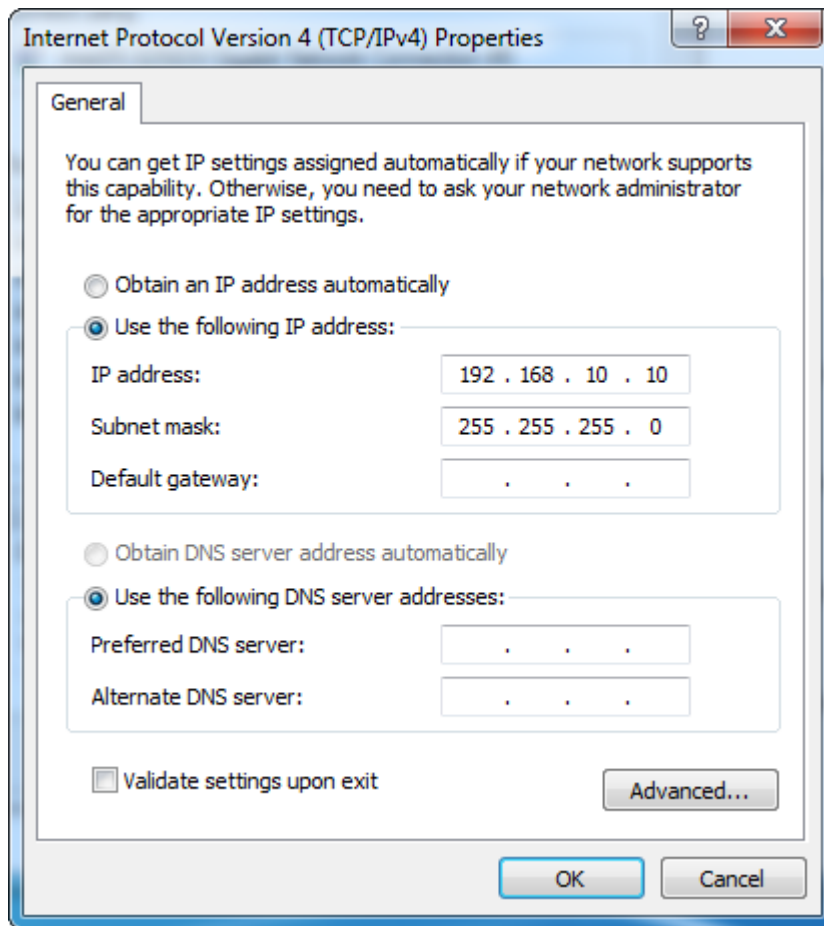 Internet Protocol Version 4 (TCP/IPv4) Properties
General
You can get IP settings assigned automatically if your network supports
this capability. Otherwise, you need to ask your network administrator
for the appropriate IP settings.
Obtain an IP address automatically
Use the following IP address:
IP address: 192 . 168 . 10 . 10
Subnet mask: 255 . 255 . 255 . 0
Default gateway: . . .
Obtain DNS server address automatically
Use the following DNS server addresses:
Preferred DNS server: . . .
Alternate DNS server: . . .
Validate settings upon exit
Advanced...
OK Cancel